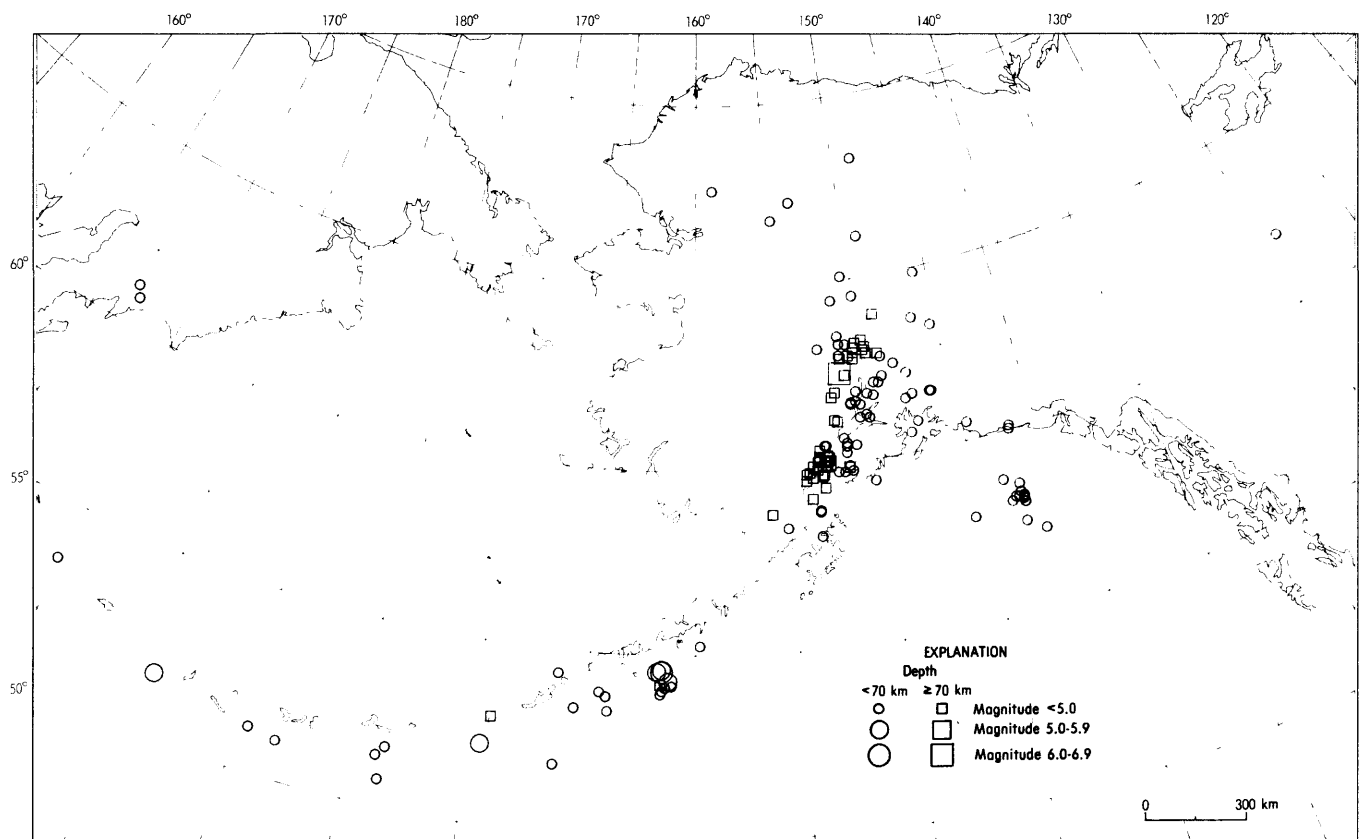 160° 170° 180° 170° 160° 150° 140° 130° 120°
60°
55°
50°
EXPLANATION
Depth
<70 km ≥70 km
Magnitude <5.0
Magnitude 5.0-5.9
Magnitude 6.0-6.9
0 300 km